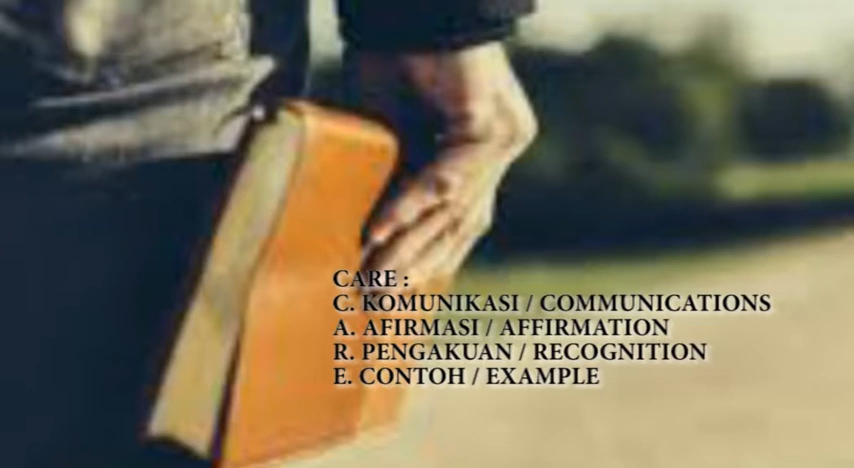 CARE :
C. KOMUNIKASI / COMMUNICATIONS
A. AFIRMASI / AFFIRMATION
R. PENGAKUAN / RECOGNITION
E. CONTOH / EXAMPLE